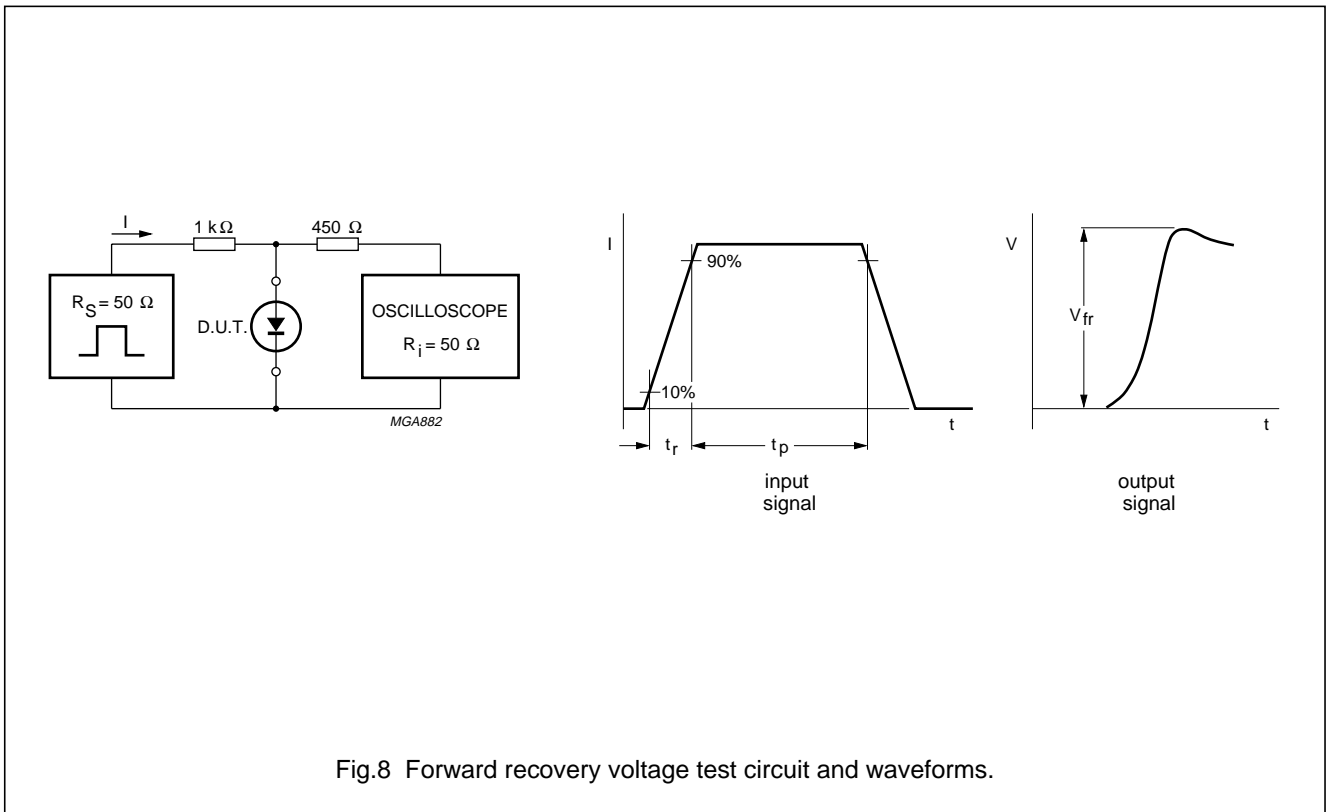 I
1 kΩ
450 Ω
R_S = 50 Ω
D.U.T.
OSCILLOSCOPE
R_i = 50 Ω
MGA882
I
90%
10%
t
t_r
t_p
input
signal
V
V_fr
t
output
signal
Fig.8 Forward recovery voltage test circuit and waveforms.